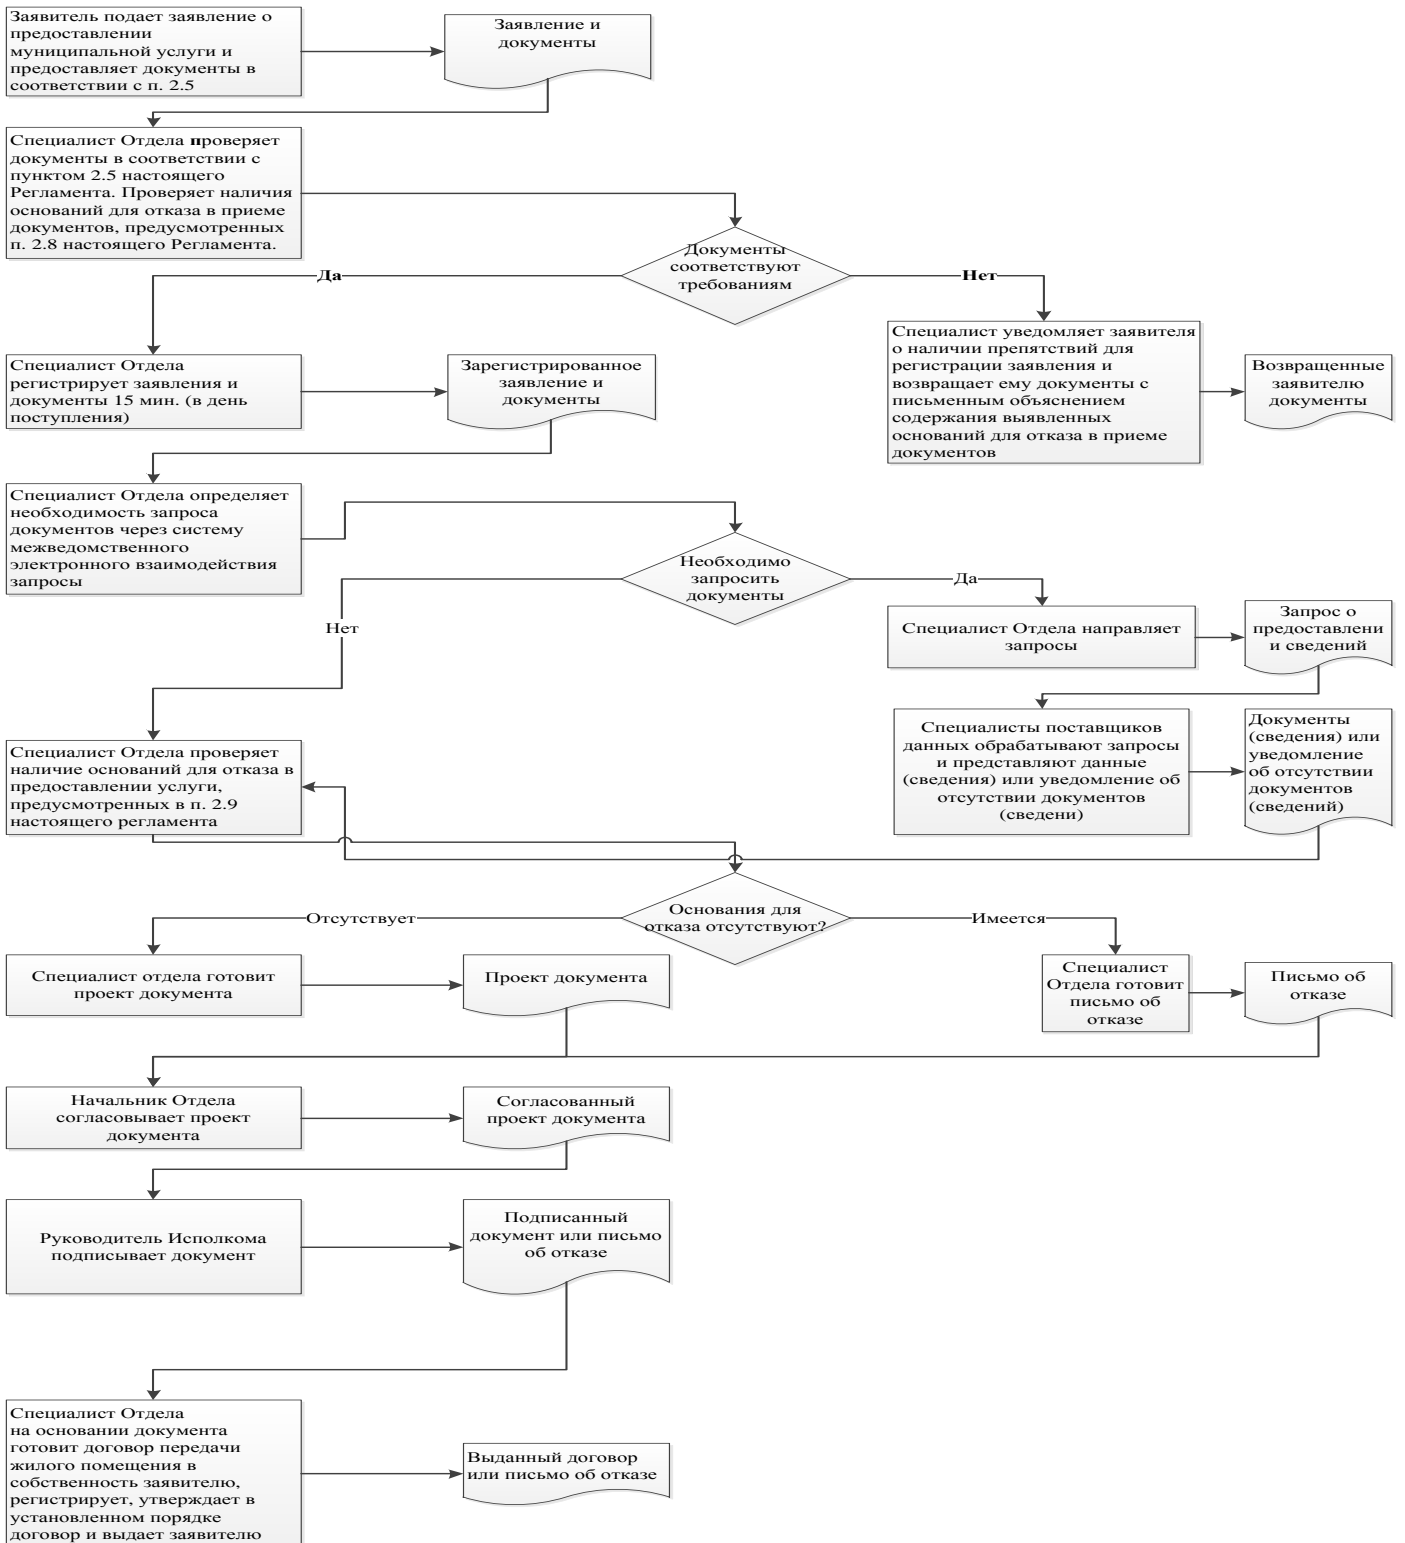 Заявитель подает заявление о
предоставлении
муниципальной услуги и
предоставляет документы в
соответствии с п. 2.5
Заявление и
документы
Специалист Отдела проверяет
документы в соответствии с
пунктом 2.5 настоящего
Регламента. Проверяет наличия
оснований для отказа в приеме
документов, предусмотренных
п. 2.8 настоящего Регламента.
Документы
соответствуют
требованиям
Да
Нет
Специалист Отдела
регистрирует заявления и
документы 15 мин. (в день
поступления)
Зарегистрированное
заявление и
документы
Специалист уведомляет заявителя
о наличии препятствий для
регистрации заявления и
возвращает ему документы с
письменным объяснением
содержания выявленных
оснований для отказа в приеме
документов
Возвращенные
заявителю
документы
Специалист Отдела определяет
необходимость запроса
документов через систему
межведомственного
электронного взаимодействия
запросы
Необходимо
запросить
документы
Да
Нет
Специалист Отдела направляет
запросы
Запрос о
предоставлени
и сведений
Специалисты поставщиков
данных обрабатывают запросы
и представляют данные
(сведения) или уведомление об
отсутствии документов
(сведени)
Документы
(сведения) или
уведомление
об отсутствии
документов
(сведений)
Специалист Отдела проверяет
наличие оснований для отказа в
предоставлении услуги,
предусмотренных в п. 2.9
настоящего регламента
Основания для
отказа отсутствуют?
Отсутствует
Имеется
Специалист отдела готовит
проект документа
Проект документа
Специалист
Отдела готовит
письмо об
отказе
Письмо об
отказе
Начальник Отдела
согласовывает проект
документа
Согласованный
проект документа
Руководитель Исполкома
подписывает документ
Подписанный
документ или письмо
об отказе
Специалист Отдела
на основании документа
готовит договор передачи
жилого помещения в
собственность заявителю,
регистрирует, утверждает в
установленном порядке
договор и выдает заявителю
Выданный договор
или письмо об отказе